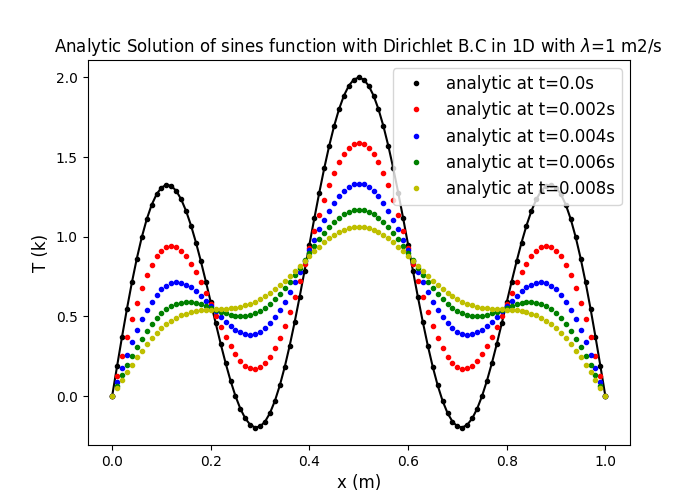 Analytic Solution of sines function with Dirichlet B.C in 1D with λ=1 m2/s
2.0
1.5
1.0
0.5
0.0
T (k)
analytic at t=0.0s
analytic at t=0.002s
analytic at t=0.004s
analytic at t=0.006s
analytic at t=0.008s
0.0 0.2 0.4 0.6 0.8 1.0
x (m)